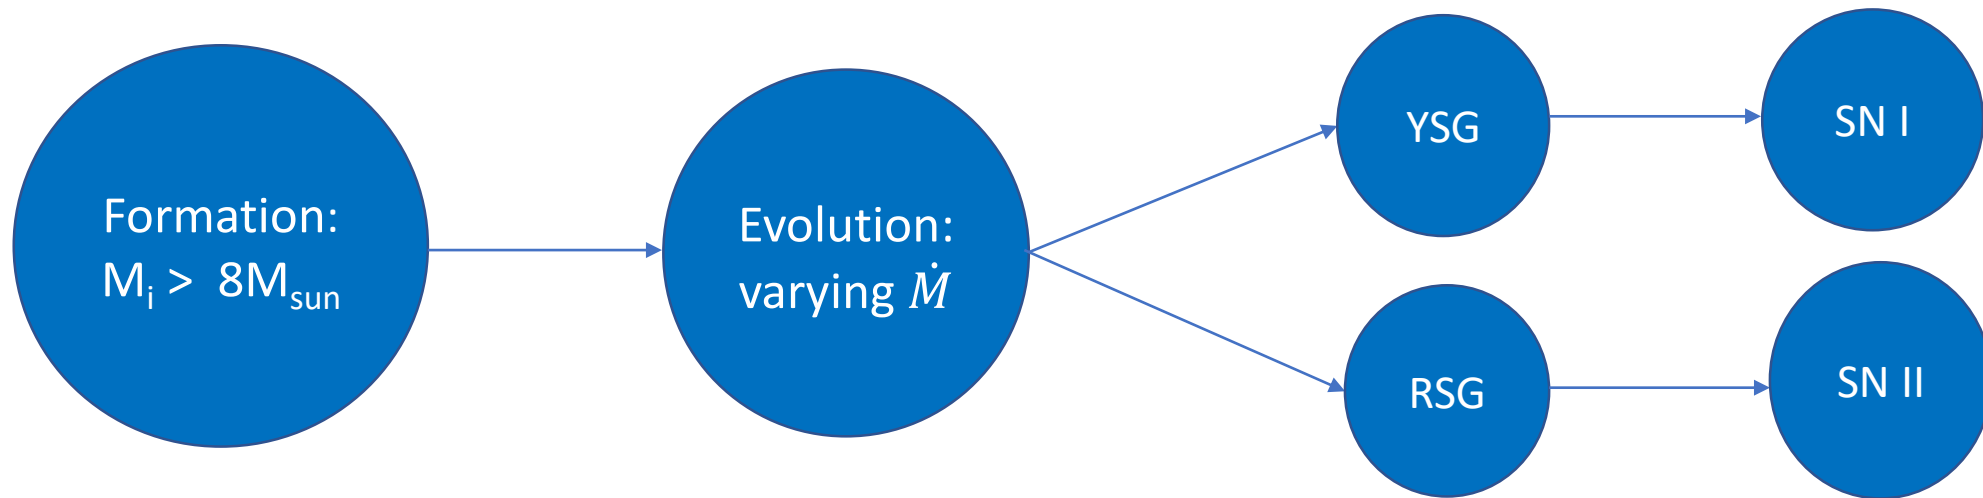 Formation:
Mᵢ > 8Mₛᵤₙ
Evolution:
varying Ṁ
YSG
SN I
RSG
SN II